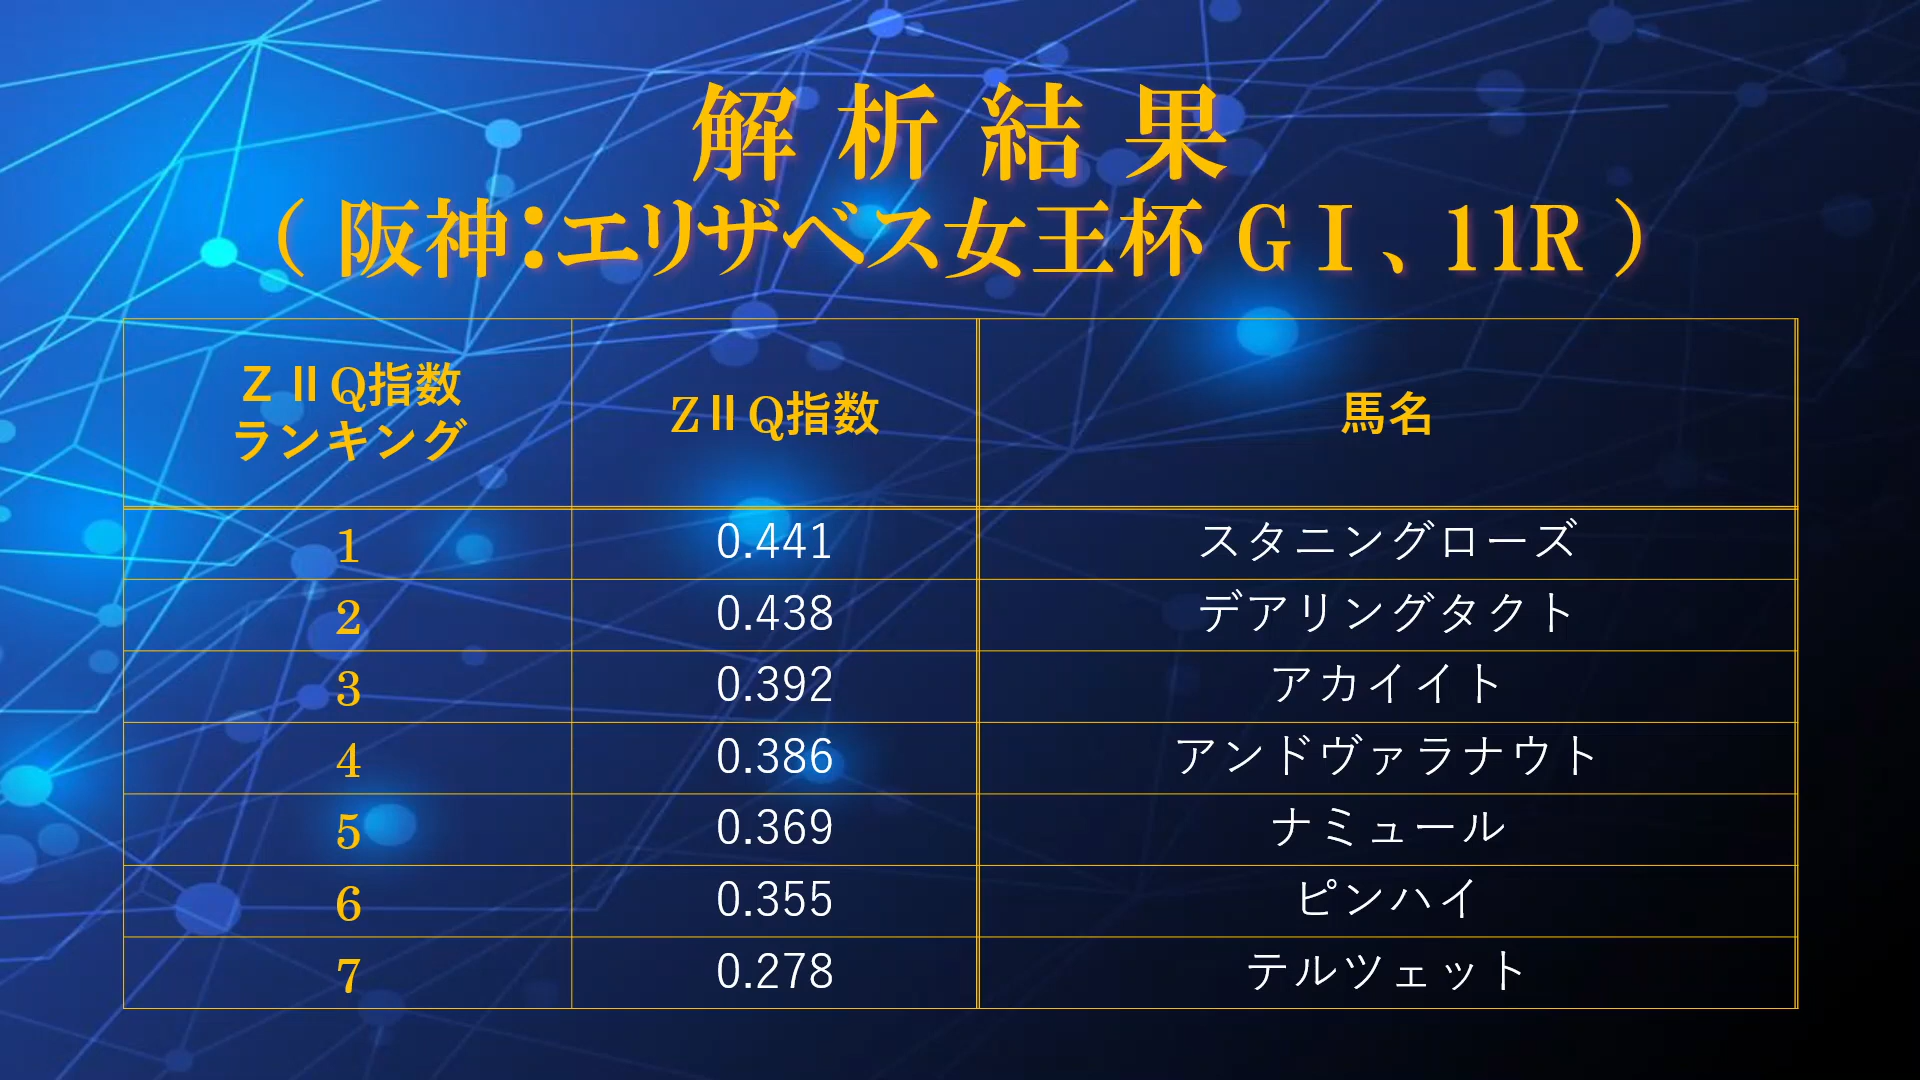 解析結果
（阪神：エリザベス女王杯 GⅠ、11R）
ＺⅡQ指数
ランキング
ZⅡQ指数
馬名
1 0.441 スタニングローズ
2 0.438 デアリングタクト
3 0.392 アカイイト
4 0.386 アンドヴァラナウト
5 0.369 ナミュール
6 0.355 ピンハイ
7 0.278 テルツェット